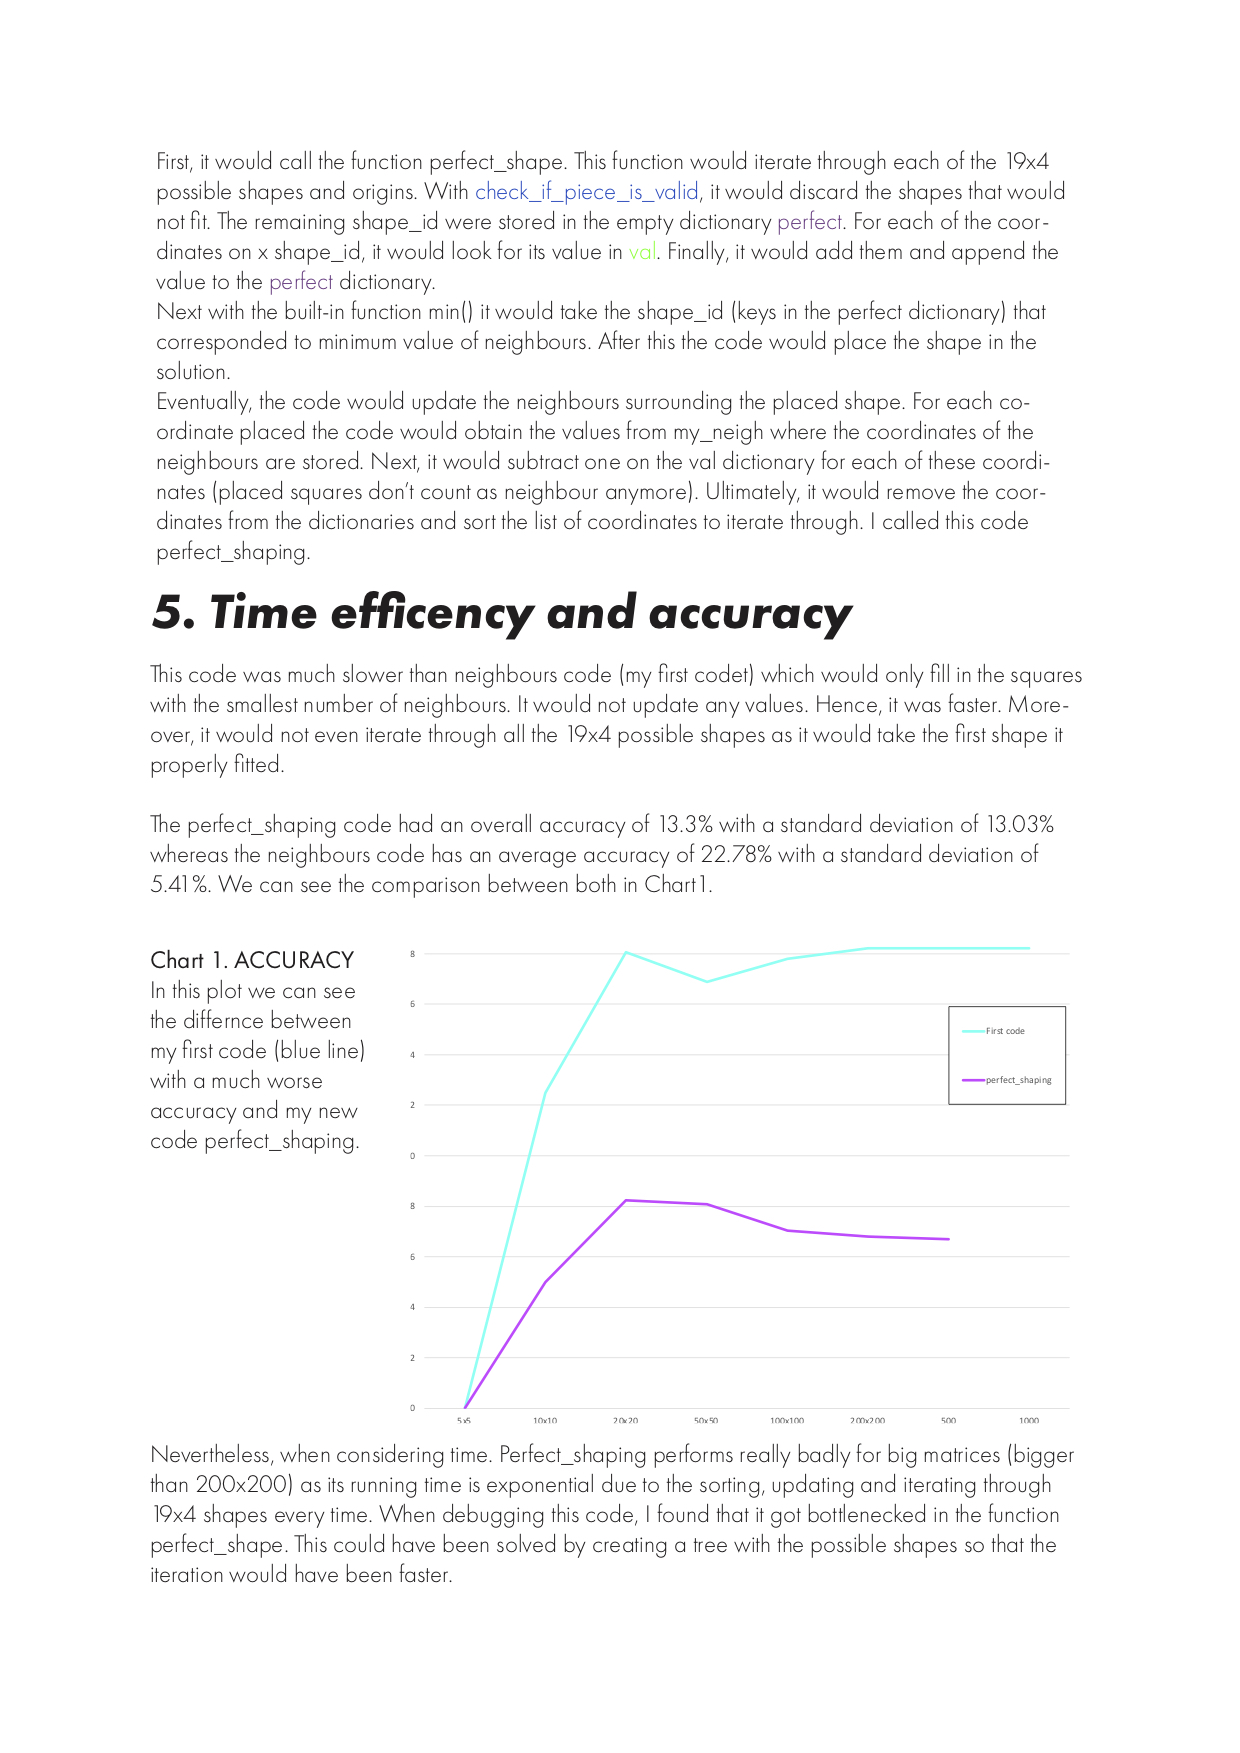 First, it would call the function perfect_shape. This function would iterate through each of the 19x4
possible shapes and origins. With check_if_piece_is_valid, it would discard the shapes that would
not fit. The remaining shape_id were stored in the empty dictionary perfect. For each of the coor-
dinates on x shape_id, it would look for its value in val. Finally, it would add them and append the
value to the perfect dictionary.
Next with the built-in function min() it would take the shape_id (keys in the perfect dictionary) that
corresponded to minimum value of neighbours. After this the code would place the shape in the
solution.
Eventually, the code would update the neighbours surrounding the placed shape. For each co-
ordinate placed the code would obtain the values from my_neigh where the coordinates of the
neighbours are stored. Next, it would subtract one on the val dictionary for each of these coordi-
nates (placed squares don't count as neighbour anymore). Ultimately, it would remove the coor-
dinates from the dictionaries and sort the list of coordinates to iterate through. I called this code
perfect_shaping.
5. Time efficency and accuracy
This code was much slower than neighbours code (my first codet) which would only fill in the squares
with the smallest number of neighbours. It would not update any values. Hence, it was faster. More-
over, it would not even iterate through all the 19x4 possible shapes as it would take the first shape it
properly fitted.
The perfect_shaping code had an overall accuracy of 13.3% with a standard deviation of 13.03%
whereas the neighbours code has an average accuracy of 22.78% with a standard deviation of
5.41%. We can see the comparison between both in Chart1.
Chart 1. ACCURACY
In this plot we can see
the differnce between
my first code (blue line)
with a much worse
accuracy and my new
code perfect_shaping.
8
6
4
2
0
8
6
4
2
0
First code
perfect_shaping
5x5 10x10 20x20 50x50 100x100 200x200 500 1000
Nevertheless, when considering time. Perfect_shaping performs really badly for big matrices (bigger
than 200x200) as its running time is exponential due to the sorting, updating and iterating through
19x4 shapes every time. When debugging this code, I found that it got bottlenecked in the function
perfect_shape. This could have been solved by creating a tree with the possible shapes so that the
iteration would have been faster.